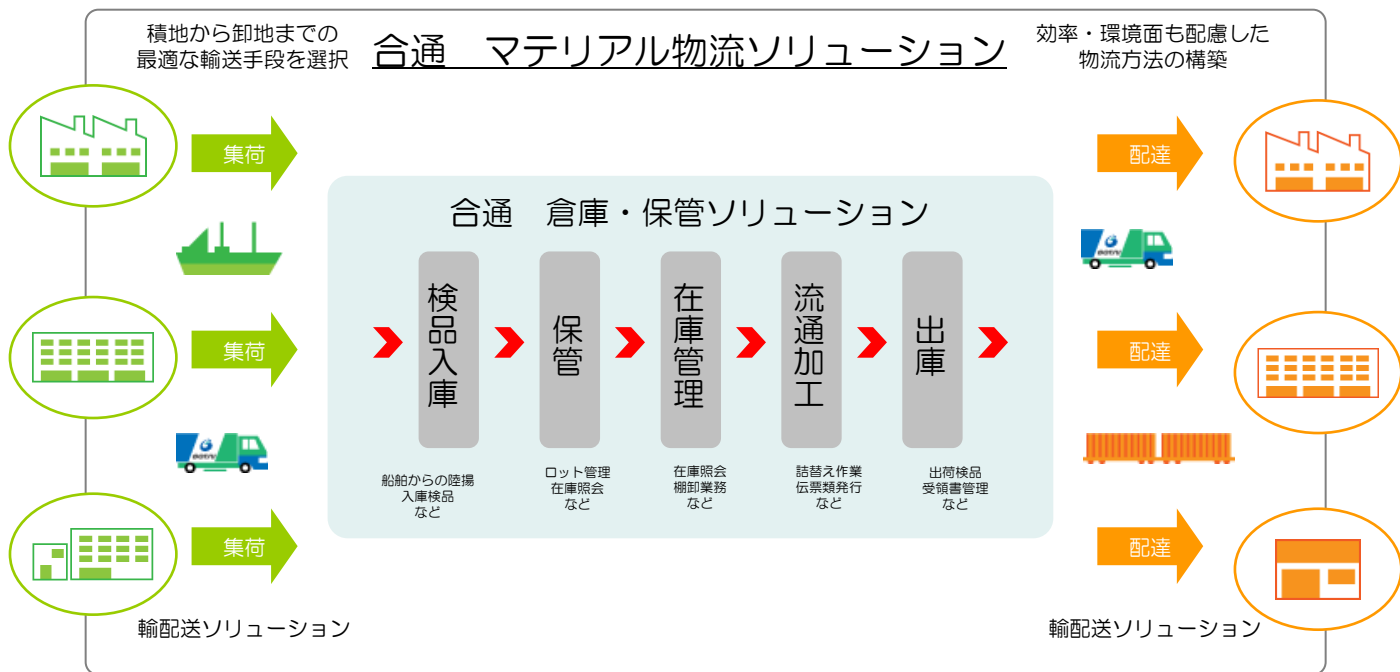 積地から卸地までの
最適な輸送手段を選択
合通　マテリアル物流ソリューション
効率・環境面も配慮した
物流方法の構築
集荷
配達
合通　倉庫・保管ソリューション
検品入庫
保管
在庫管理
流通加工
出庫
集荷
配達
船舶からの陸揚
入庫検品
など
ロット管理
在庫照会
など
在庫照会
棚卸業務
など
詰替え作業
伝票類発行
など
出荷検品
受領書管理
など
集荷
配達
輸配送ソリューション
輸配送ソリューション